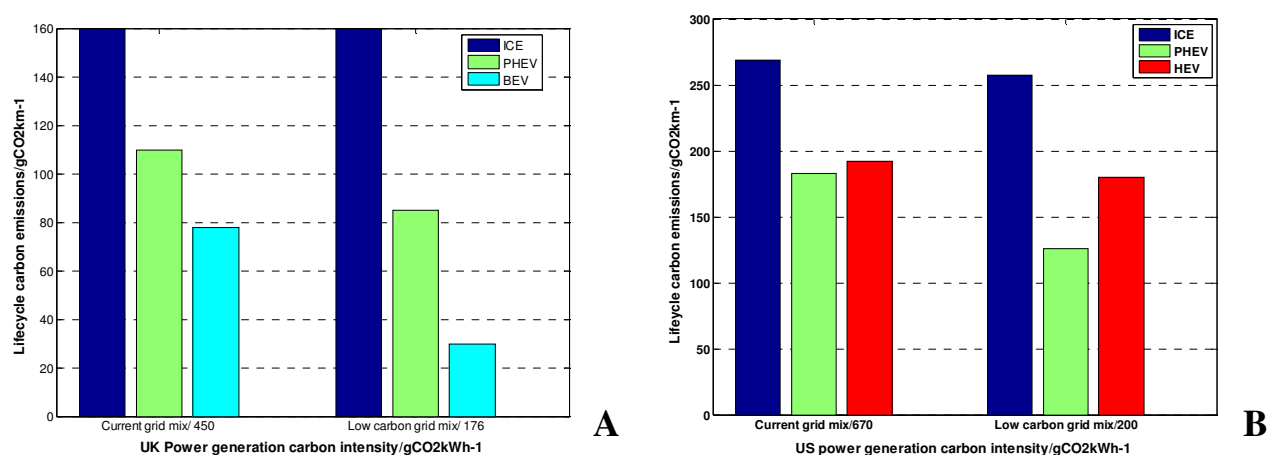 160
140
120
100
80
60
40
20
0
Lifecycle carbon emissions/gCO2km-1
ICE
PHEV
BEV
Current grid mix/ 450
Low carbon grid mix/ 176
UK Power generation carbon intensity/gCO2kWh-1
A
300
250
200
150
100
50
0
Lifeycle carbon emissions/gCO2km-1
ICE
PHEV
HEV
Current grid mix/670
Low carbon grid mix/200
US power generation carbon intensity/gCO2kWh-1
B